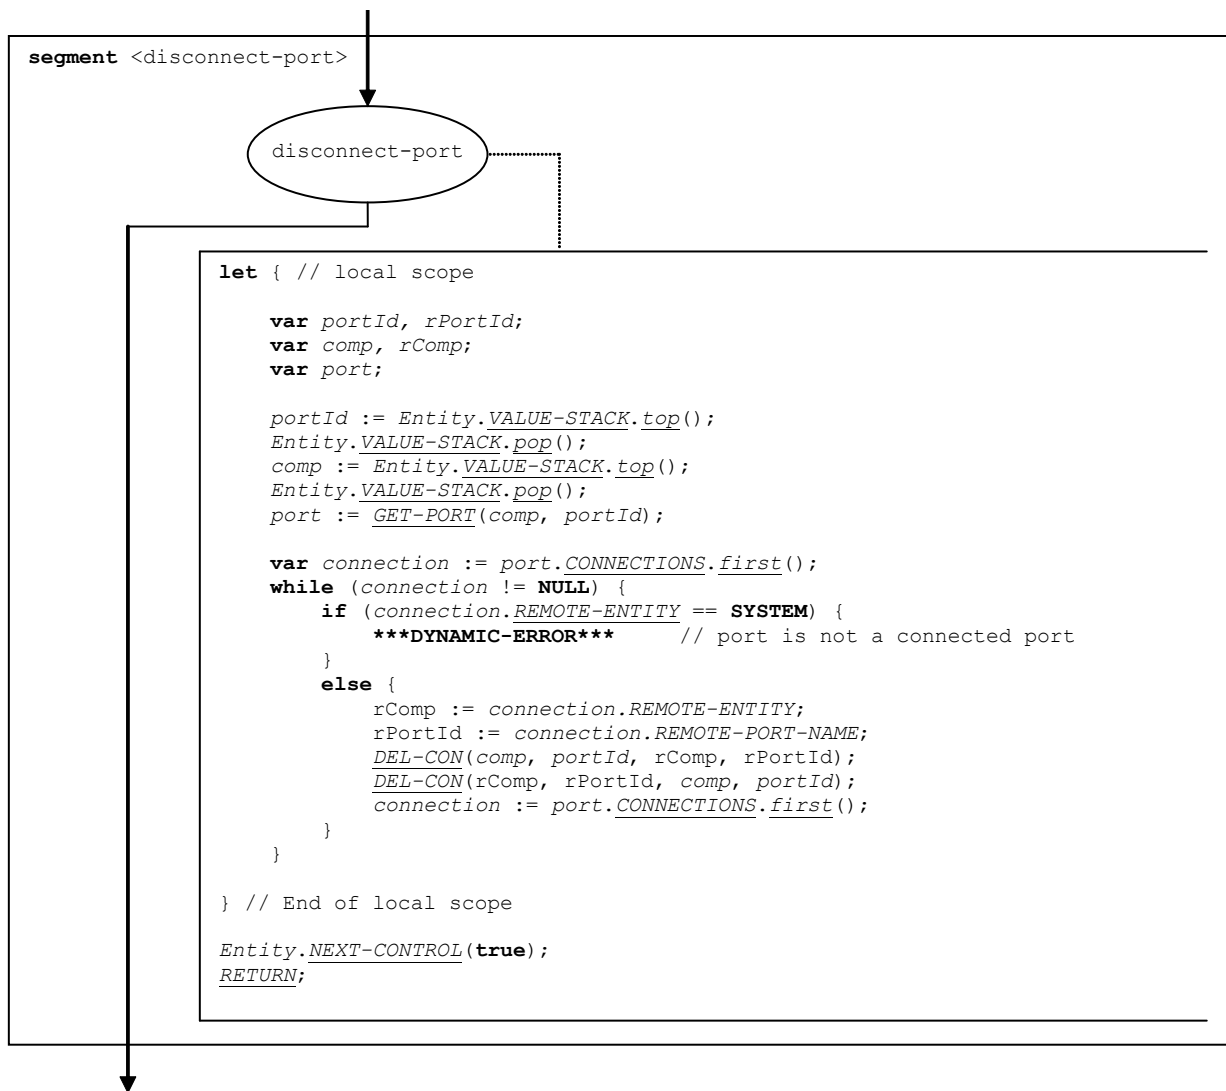 segment <disconnect-port>
disconnect-port
let { // local scope
var portId, rPortId;
var comp, rComp;
var port;
portId := Entity.VALUE-STACK.top();
Entity.VALUE-STACK.pop();
comp := Entity.VALUE-STACK.top();
Entity.VALUE-STACK.pop();
port := GET-PORT(comp, portId);
var connection := port.CONNECTIONS.first();
while (connection != NULL) {
if (connection.REMOTE-ENTITY == SYSTEM) {
***DYNAMIC-ERROR*** // port is not a connected port
}
else {
rComp := connection.REMOTE-ENTITY;
rPortId := connection.REMOTE-PORT-NAME;
DEL-CON(comp, portId, rComp, rPortId);
DEL-CON(rComp, rPortId, comp, portId);
connection := port.CONNECTIONS.first();
}
}
} // End of local scope
Entity.NEXT-CONTROL(true);
RETURN;